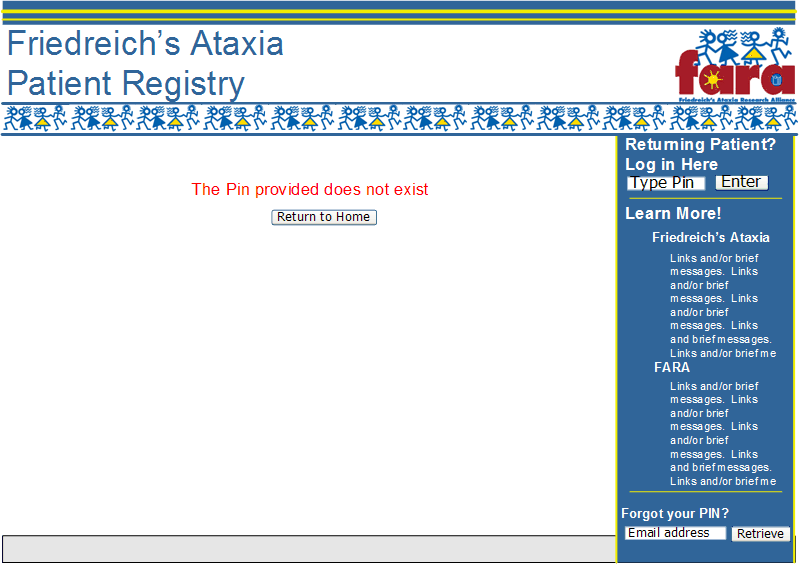 Friedreich's Ataxia
Patient Registry
fara
Friedreich's Ataxia Research Alliance
The Pin provided does not exist
Return to Home
Returning Patient?
Log in Here
Type Pin
Enter
Learn More!
Friedreich's Ataxia
Links and/or brief
messages. Links
and/or brief
messages. Links
and/or brief
messages. Links
and brief messages.
Links and/or brief me
FARA
Links and/or brief
messages. Links
and/or brief
messages. Links
and/or brief
messages. Links
and brief messages.
Links and/or brief me
Forgot your PIN?
Email address
Retrieve